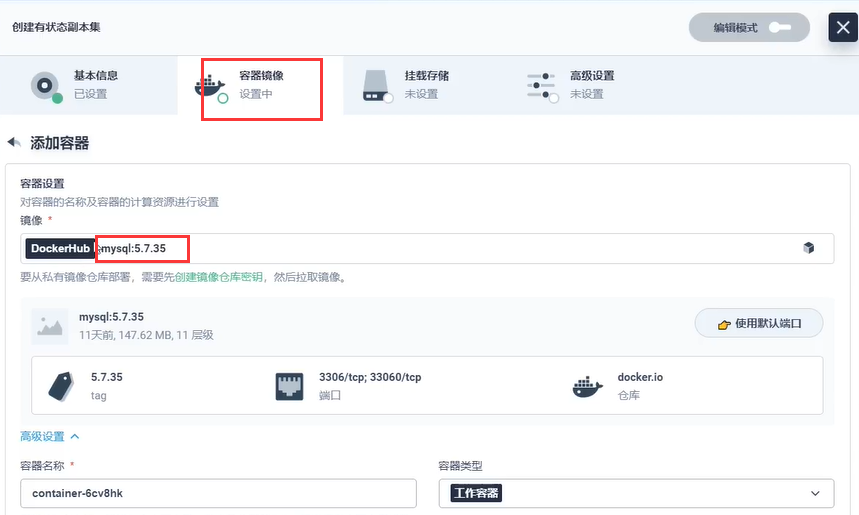 创建有状态副本集
编辑模式
基本信息
已设置
容器镜像
设置中
挂载存储
未设置
高级设置
未设置
添加容器
容器设置
对容器的名称及容器的计算资源进行设置
镜像 *
DockerHub mysql:5.7.35
要从私有镜像仓库部署，需要先创建镜像仓库密钥，然后拉取镜像。
mysql:5.7.35
11天前, 147.62 MB, 11 层级
使用默认端口
5.7.35
tag
3306/tcp; 33060/tcp
端口
docker.io
仓库
高级设置
容器名称 *
container-6cv8hk
容器类型
工作容器